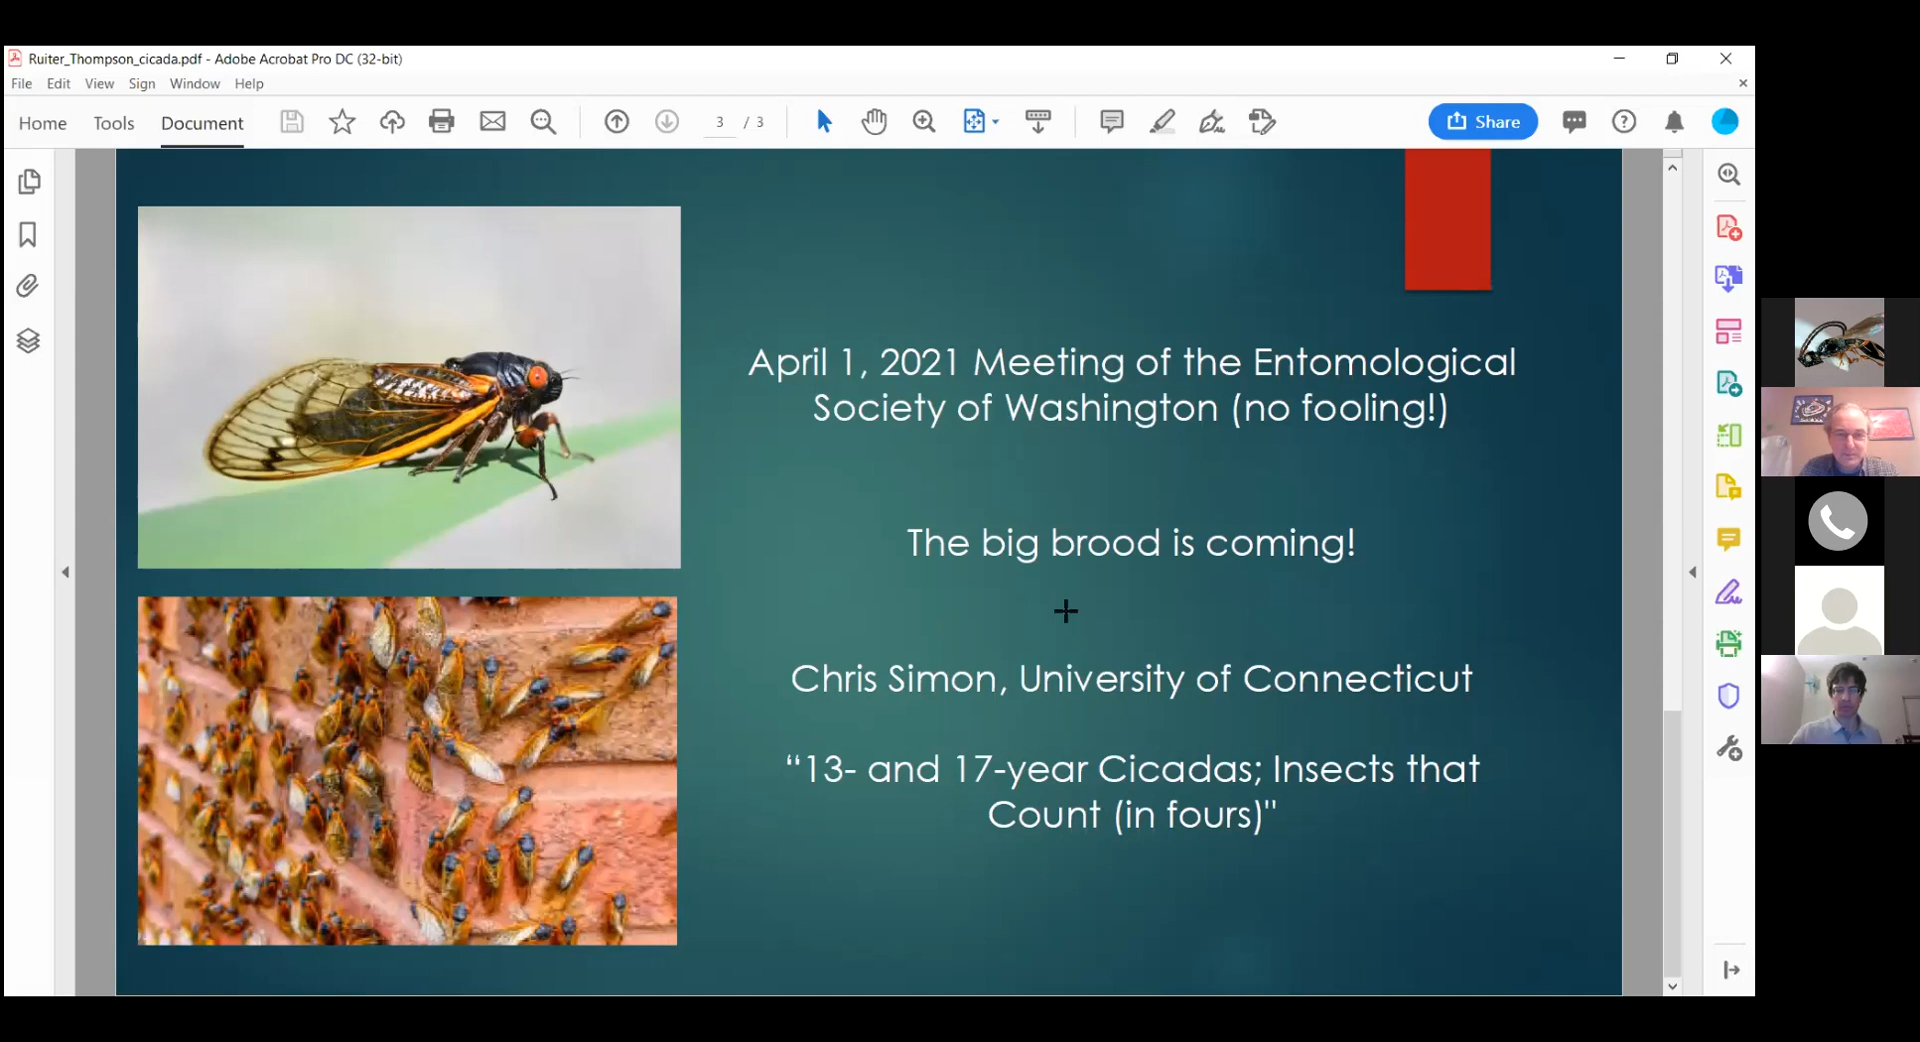 Ruiter_Thompson_cicada.pdf - Adobe Acrobat Pro DC (32-bit)
File Edit View Sign Window Help
Home Tools Document 3 / 3 Share
April 1, 2021 Meeting of the Entomological
Society of Washington (no fooling!)
The big brood is coming!
Chris Simon, University of Connecticut
“13- and 17-year Cicadas; Insects that
Count (in fours)"